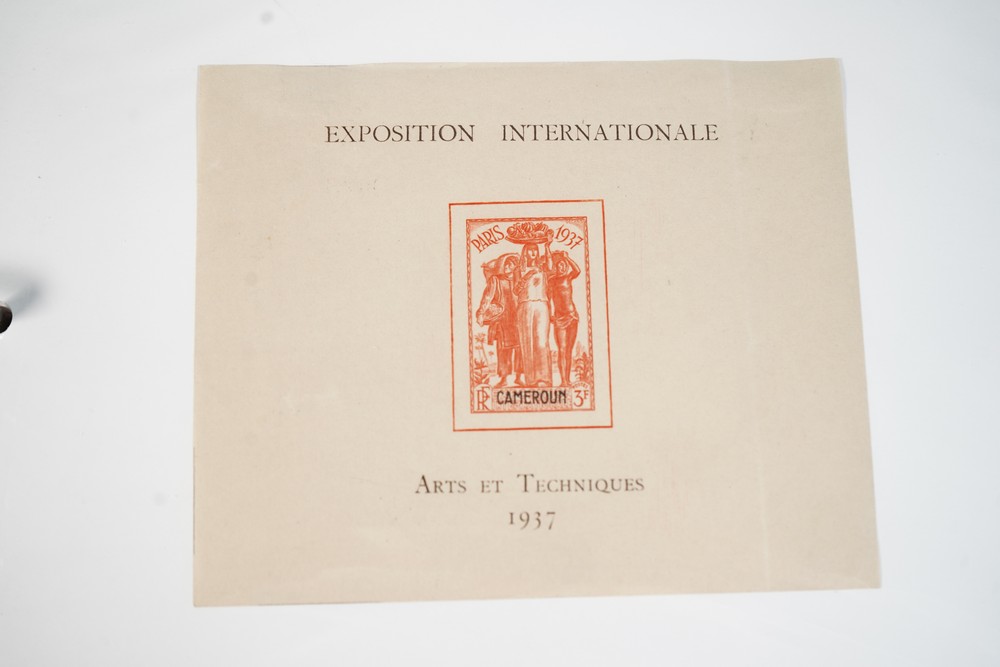 EXPOSITION INTERNATIONALE
PARIS 1937
RF CAMEROUN 3F
ARTS ET TECHNIQUES
1937